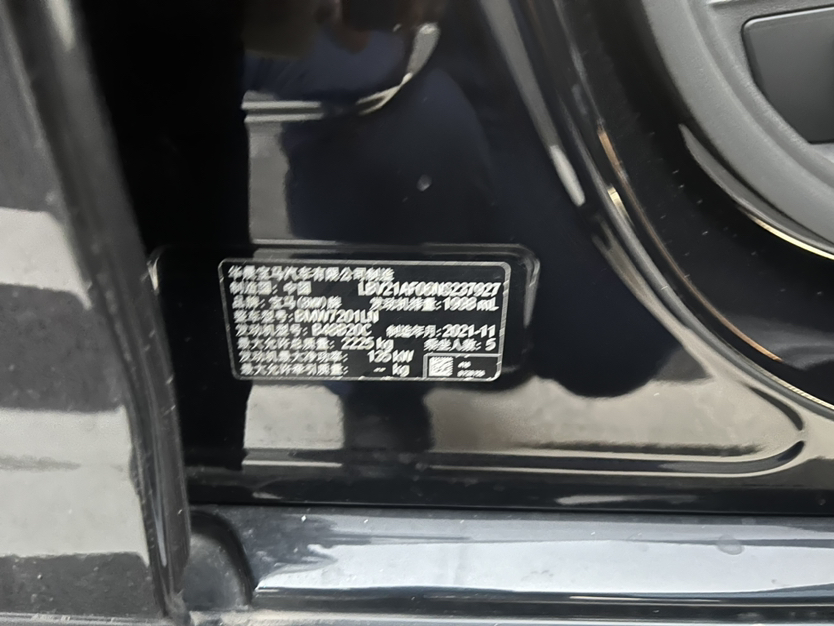 华晨宝马汽车有限公司制造
制造国：中国
品牌：宝马(BMW)牌 发动机排量：1998 mL
整车型号：BMW7201UN
发动机型号：B48B20C 制造年月：2021-11
最大允许总质量：2225 kg 乘坐人数：5
发动机最大净功率：135 kW
最大允许牵引质量：-- kg